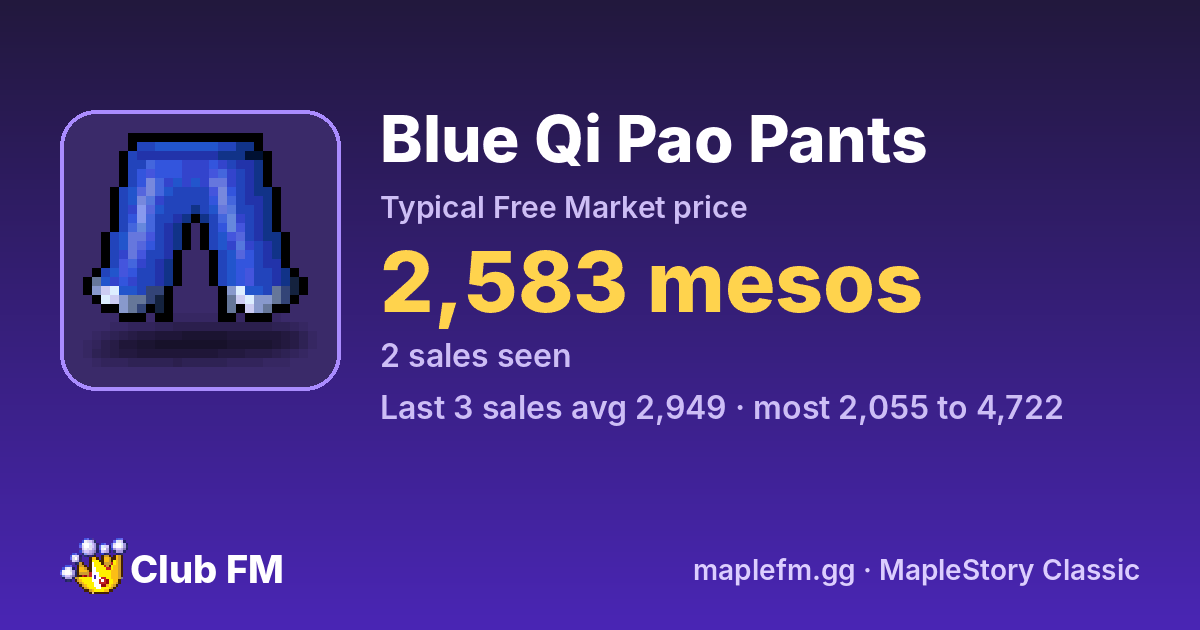 Blue Qi Pao Pants
Typical Free Market price
2,583 mesos
2 sales seen
Last 3 sales avg 2,949 · most 2,055 to 4,722
Club FM
maplefm.gg · MapleStory Classic